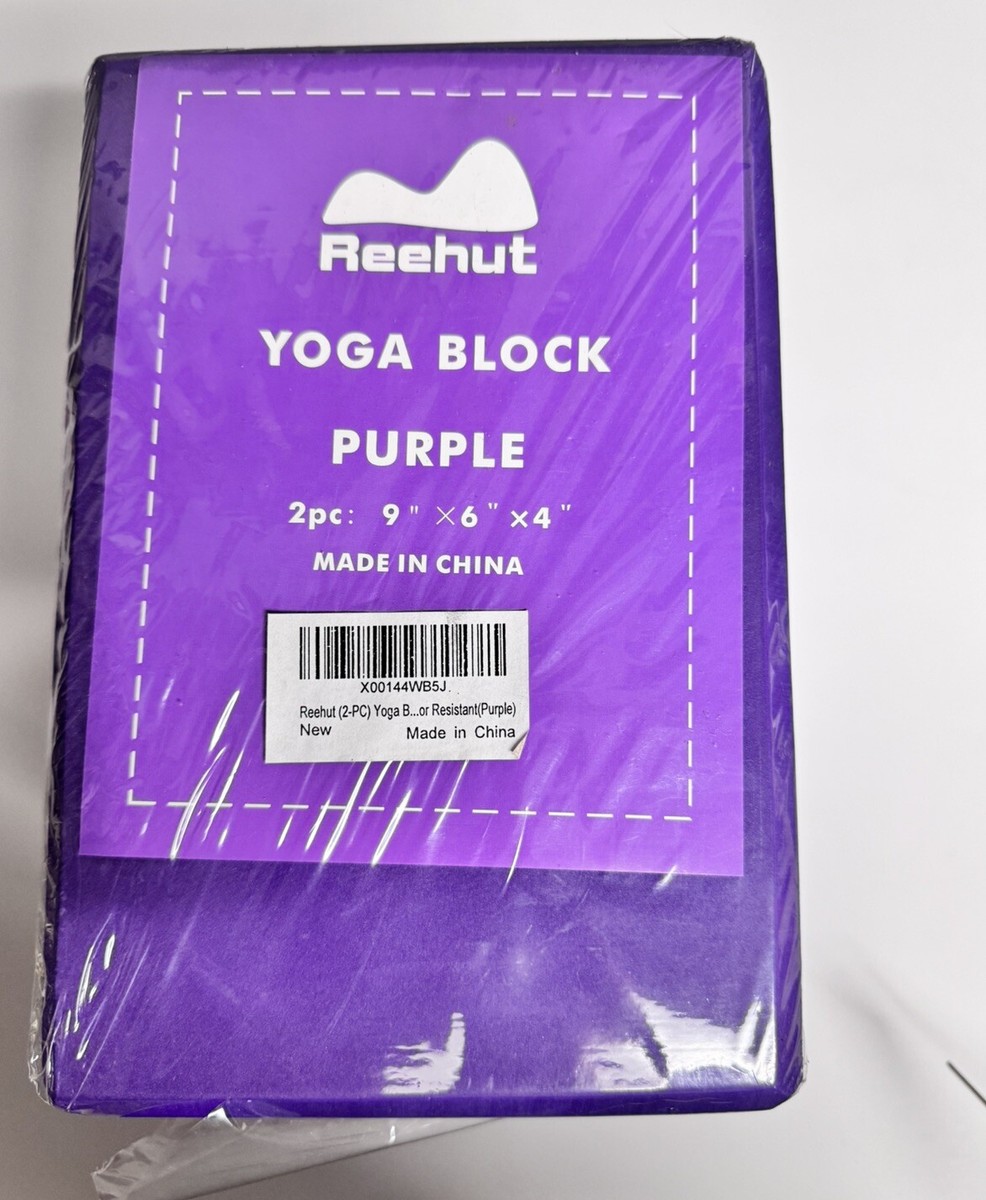 Reehut
YOGA BLOCK
PURPLE
2pc: 9" ×6" ×4"
MADE IN CHINA
X00144WB5J
Reehut (2-PC) Yoga B...or Resistant(Purple)
New Made in China